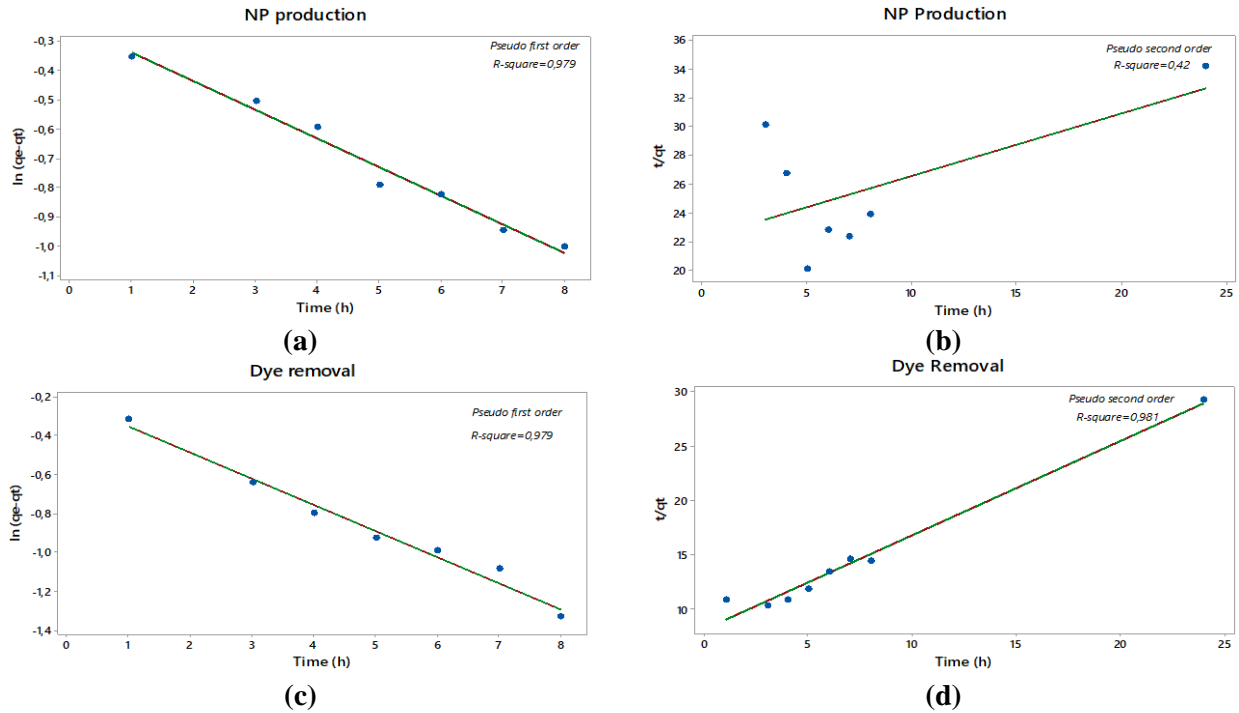 NP production
Pseudo first order
R-square=0,979
ln (qe-qt)
-0,3
-0,4
-0,5
-0,6
-0,7
-0,8
-0,9
-1,0
-1,1
0 1 2 3 4 5 6 7 8
Time (h)
(a)
NP Production
Pseudo second order
R-square=0,42
t/qt
36
34
32
30
28
26
24
22
20
0 5 10 15 20 25
Time (h)
(b)
Dye removal
Pseudo first order
R-square=0,979
ln (qe-qt)
-0,2
-0,4
-0,6
-0,8
-1,0
-1,2
-1,4
0 1 2 3 4 5 6 7 8
Time (h)
(c)
Dye Removal
Pseudo second order
R-square=0,981
t/qt
30
25
20
15
10
0 5 10 15 20 25
Time (h)
(d)